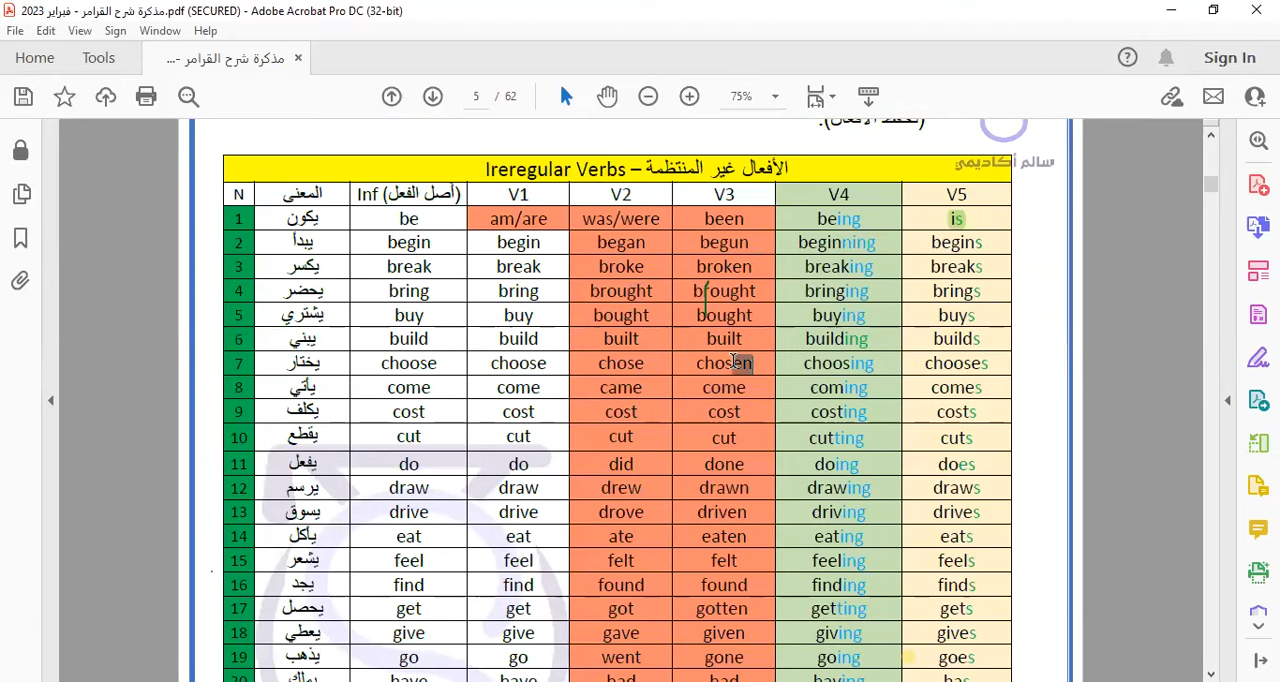 مذكرة شرح القرامر - فبراير 2023.pdf (SECURED) - Adobe Acrobat Pro DC (32-bit)
File Edit View Sign Window Help
Home Tools مذكرة شرح القرامر -... × Sign In
5 / 62 75%
(تحفظ الأفعال).
سالم أكاديمي
Ireregular Verbs – الأفعال غير المنتظمة
N المعنى Inf (أصل الفعل) V1 V2 V3 V4 V5
1 يكون be am/are was/were been being is
2 يبدأ begin begin began begun beginning begins
3 يكسر break break broke broken breaking breaks
4 يحضر bring bring brought brought bringing brings
5 يشتري buy buy bought bought buying buys
6 يبني build build built built building builds
7 يختار choose choose chose chosen choosing chooses
8 يأتي come come came come coming comes
9 يكلف cost cost cost cost costing costs
10 يقطع cut cut cut cut cutting cuts
11 يفعل do do did done doing does
12 يرسم draw draw drew drawn drawing draws
13 يسوق drive drive drove driven driving drives
14 يأكل eat eat ate eaten eating eats
15 يشعر feel feel felt felt feeling feels
16 يجد find find found found finding finds
17 يحصل get get got gotten getting gets
18 يعطي give give gave given giving gives
19 يذهب go go went gone going goes
20 يملك have have had had having has